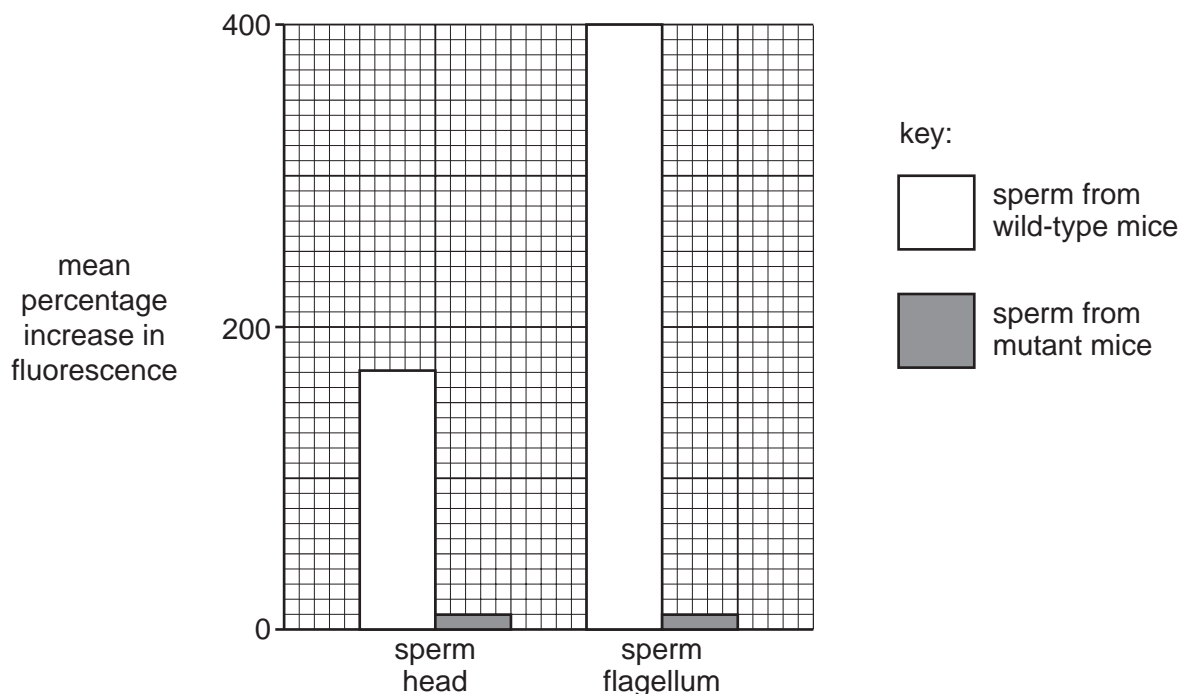 400
200
0
mean
percentage
increase in
fluorescence
sperm
head
sperm
flagellum
key:
sperm from
wild-type mice
sperm from
mutant mice